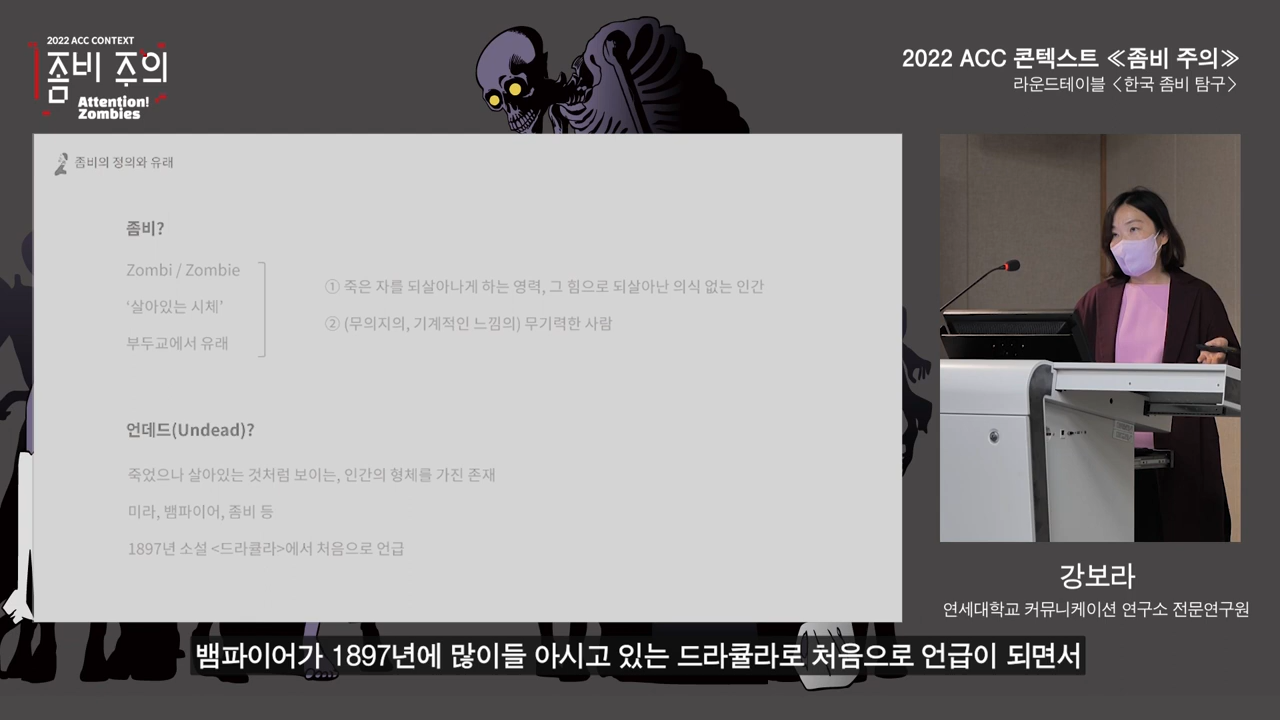 2022 ACC CONTEXT
좀비 주의
Attention!
Zombies
2022 ACC 콘텍스트 ≪좀비 주의≫
라운드테이블 <한국 좀비 탐구>
좀비의 정의와 유래
좀비?
Zombi / Zombie
‘살아있는 시체’
부두교에서 유래
① 죽은 자를 되살아나게 하는 영력, 그 힘으로 되살아난 의식 없는 인간
② (무의지의, 기계적인 느낌의) 무기력한 사람
언데드(Undead)?
죽었으나 살아있는 것처럼 보이는, 인간의 형체를 가진 존재
미라, 뱀파이어, 좀비 등
1897년 소설 <드라큘라>에서 처음으로 언급
강보라
연세대학교 커뮤니케이션 연구소 전문연구원
뱀파이어가 1897년에 많이들 아시고 있는 드라큘라로 처음으로 언급이 되면서